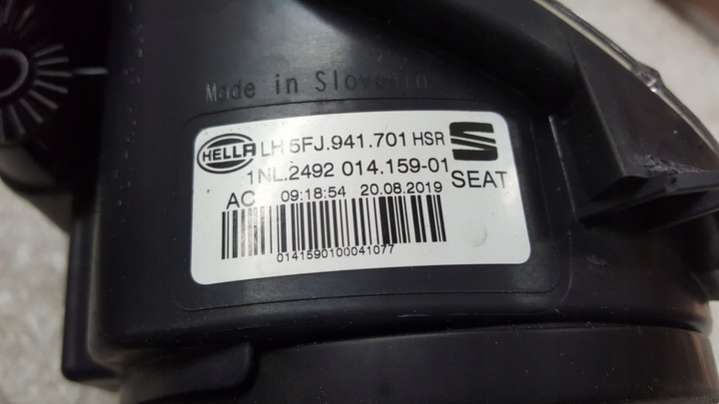 Made in Slovenia
HELLA LH 5FJ.941.701 HSR
1NL.2492 014.159-01
SEAT
AC 09:18:54 20.08.2019
0141590100041077